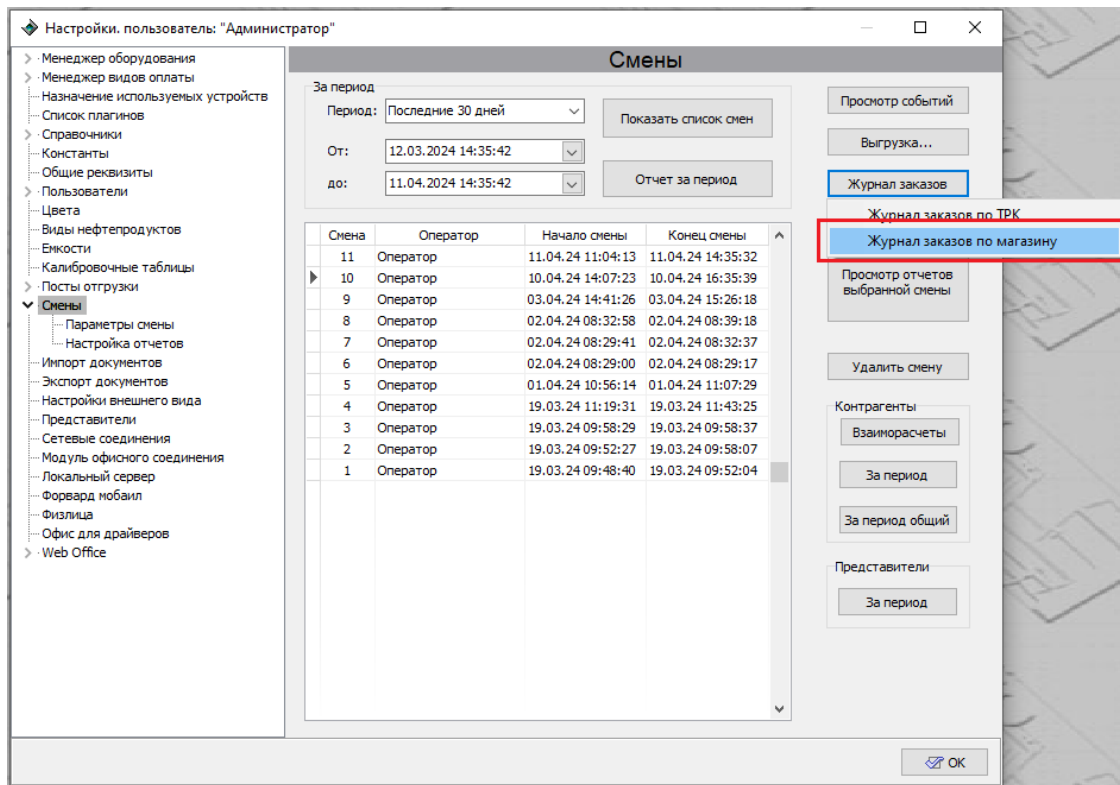 Настройки. пользователь: "Администратор"
Менеджер оборудования
Менеджер видов оплаты
Назначение используемых устройств
Список плагинов
Справочники
Константы
Общие реквизиты
Пользователи
Цвета
Виды нефтепродуктов
Емкости
Калибровочные таблицы
Посты отгрузки
Смены
Параметры смены
Настройка отчетов
Импорт документов
Экспорт документов
Настройки внешнего вида
Представители
Сетевые соединения
Модуль офисного соединения
Локальный сервер
Форвард мобаил
Физлица
Офис для драйверов
Web Office
Смены
За период
Период: Последние 30 дней
Показать список смен
От: 12.03.2024 14:35:42
до: 11.04.2024 14:35:42
Отчет за период
Смена Оператор Начало смены Конец смены
11 Оператор 11.04.24 11:04:13 11.04.24 14:35:32
10 Оператор 10.04.24 14:07:23 10.04.24 16:35:39
9 Оператор 03.04.24 14:41:26 03.04.24 15:26:18
8 Оператор 02.04.24 08:32:58 02.04.24 08:39:18
7 Оператор 02.04.24 08:29:41 02.04.24 08:32:37
6 Оператор 02.04.24 08:29:00 02.04.24 08:29:17
5 Оператор 01.04.24 10:56:14 01.04.24 11:07:29
4 Оператор 19.03.24 11:19:31 19.03.24 11:43:25
3 Оператор 19.03.24 09:58:29 19.03.24 09:58:37
2 Оператор 19.03.24 09:52:27 19.03.24 09:58:07
1 Оператор 19.03.24 09:48:40 19.03.24 09:52:04
Просмотр событий
Выгрузка...
Журнал заказов
Журнал заказов по ТРК
Журнал заказов по магазину
Просмотр отчетов
выбранной смены
Удалить смену
Контрагенты
Взаиморасчеты
За период
За период общий
Представители
За период
OK